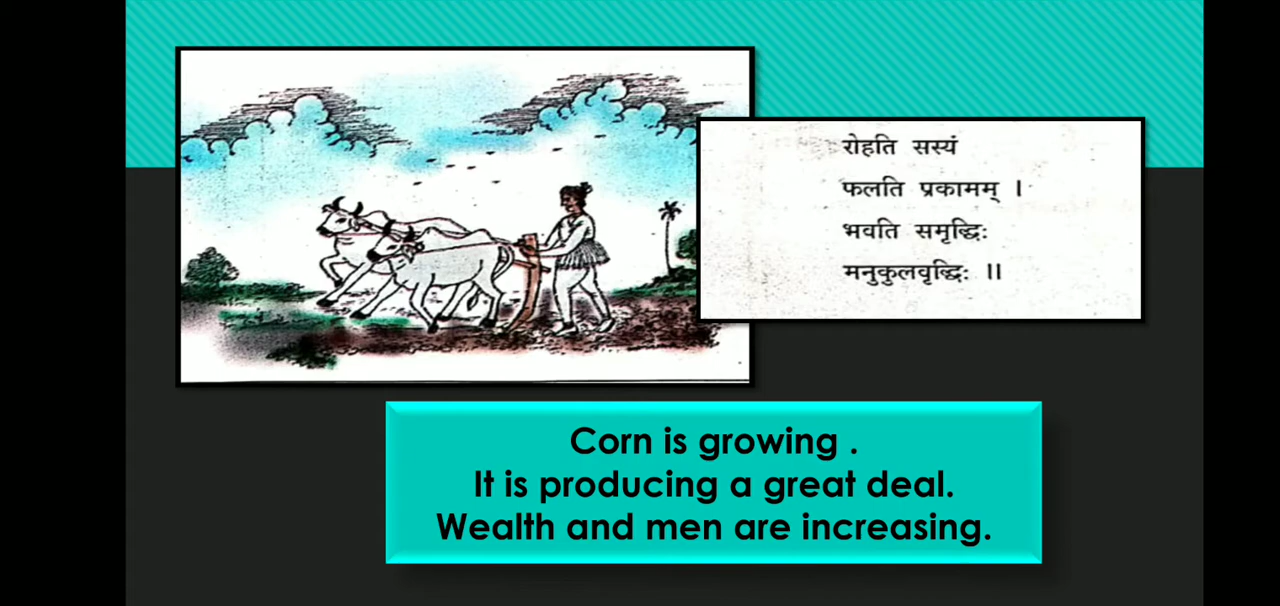 रोहति सस्यं
फलति प्रकामम् ।
भवति समृद्धिः
मनुकुलवृद्धिः ॥
Corn is growing .
It is producing a great deal.
Wealth and men are increasing.